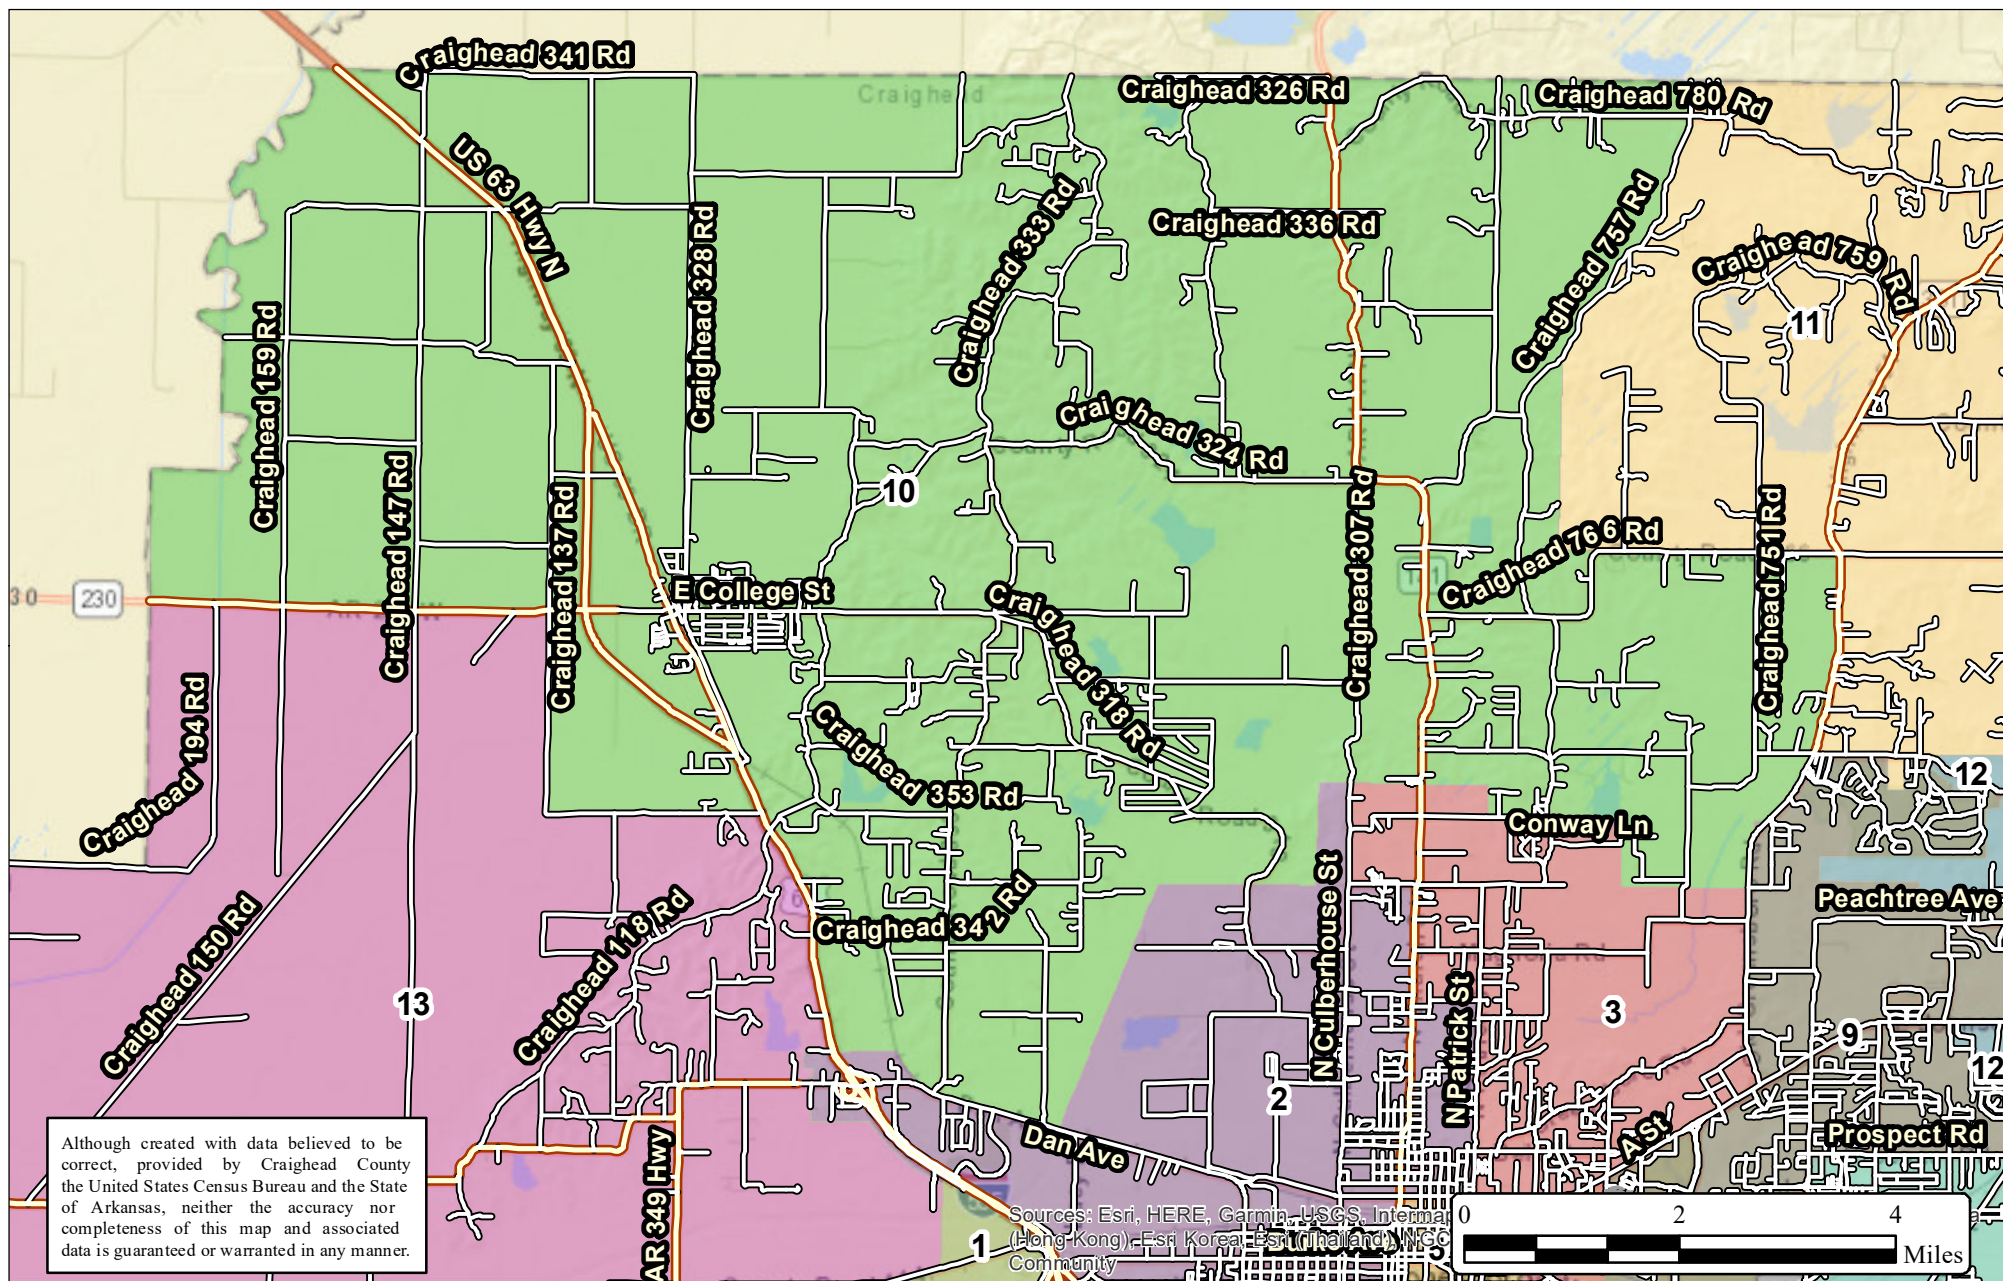 Craighead 341 Rd
Craighead
Craighead 326 Rd
Craighead 780 Rd
US 63 Hwy N
Craighead 333 Rd
Craighead 336 Rd
Craighead 757 Rd
Craighead 759 Rd
11
Craighead 328 Rd
Craighead 159 Rd
Craighead 324 Rd
10
Craighead 147 Rd
Craighead 137 Rd
Craighead 307 Rd
Craighead 766 Rd
Craighead 751 Rd
141
30
230
E College St
Craighead 318 Rd
Craighead 194 Rd
Craighead 353 Rd
12
Conway Ln
Craighead 342 Rd
Peachtree Ave
Craighead 118 Rd
Craighead 150 Rd
N Culberhouse St
N Patrick St
13
3
9
12
2
A St
Prospect Rd
Dan Ave
AR 349 Hwy
1
5
Although created with data believed to be
correct, provided by Craighead County
the United States Census Bureau and the State
of Arkansas, neither the accuracy nor
completeness of this map and associated
data is guaranteed or warranted in any manner.
Sources: Esri, HERE, Garmin, USGS, Intermap
(Hong Kong), Esri Korea, Esri (Thailand), NGC
Community
0 2 4
Miles